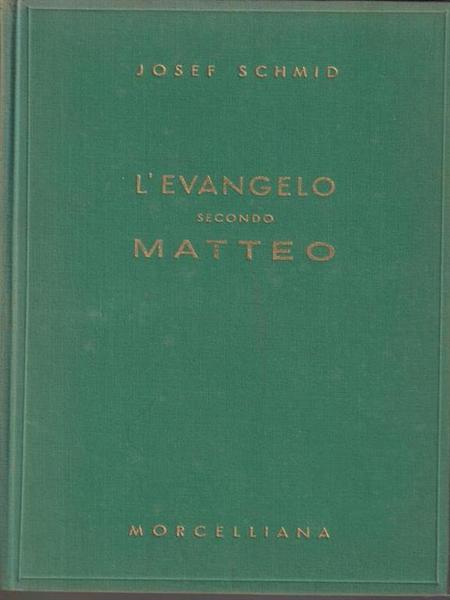 JOSEF SCHMID
L'EVANGELO
SECONDO
MATTEO
MORCELLIANA